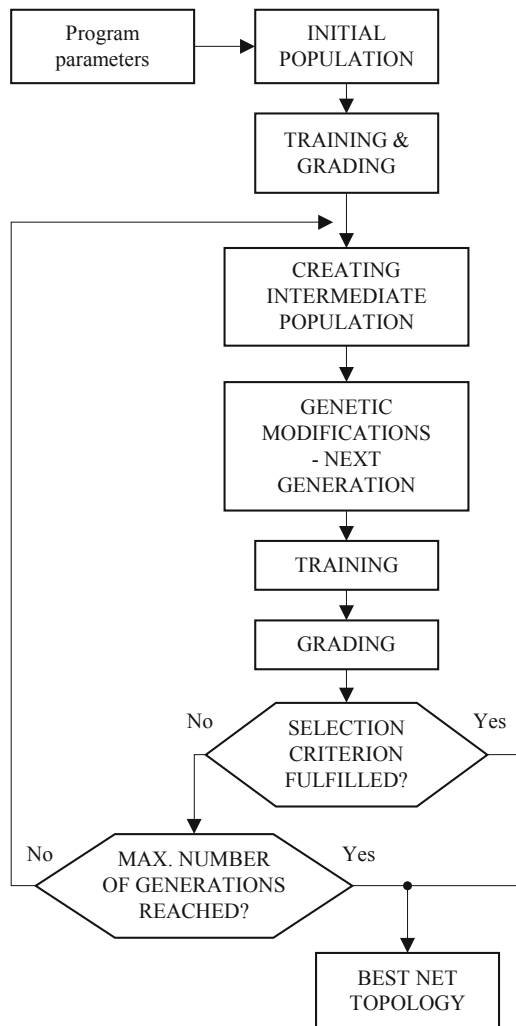 Program
parameters
INITIAL
POPULATION
TRAINING &
GRADING
CREATING
INTERMEDIATE
POPULATION
GENETIC
MODIFICATIONS
- NEXT
GENERATION
TRAINING
GRADING
No
SELECTION
CRITERION
FULFILLED?
Yes
No
MAX. NUMBER
OF GENERATIONS
REACHED?
Yes
BEST NET
TOPOLOGY